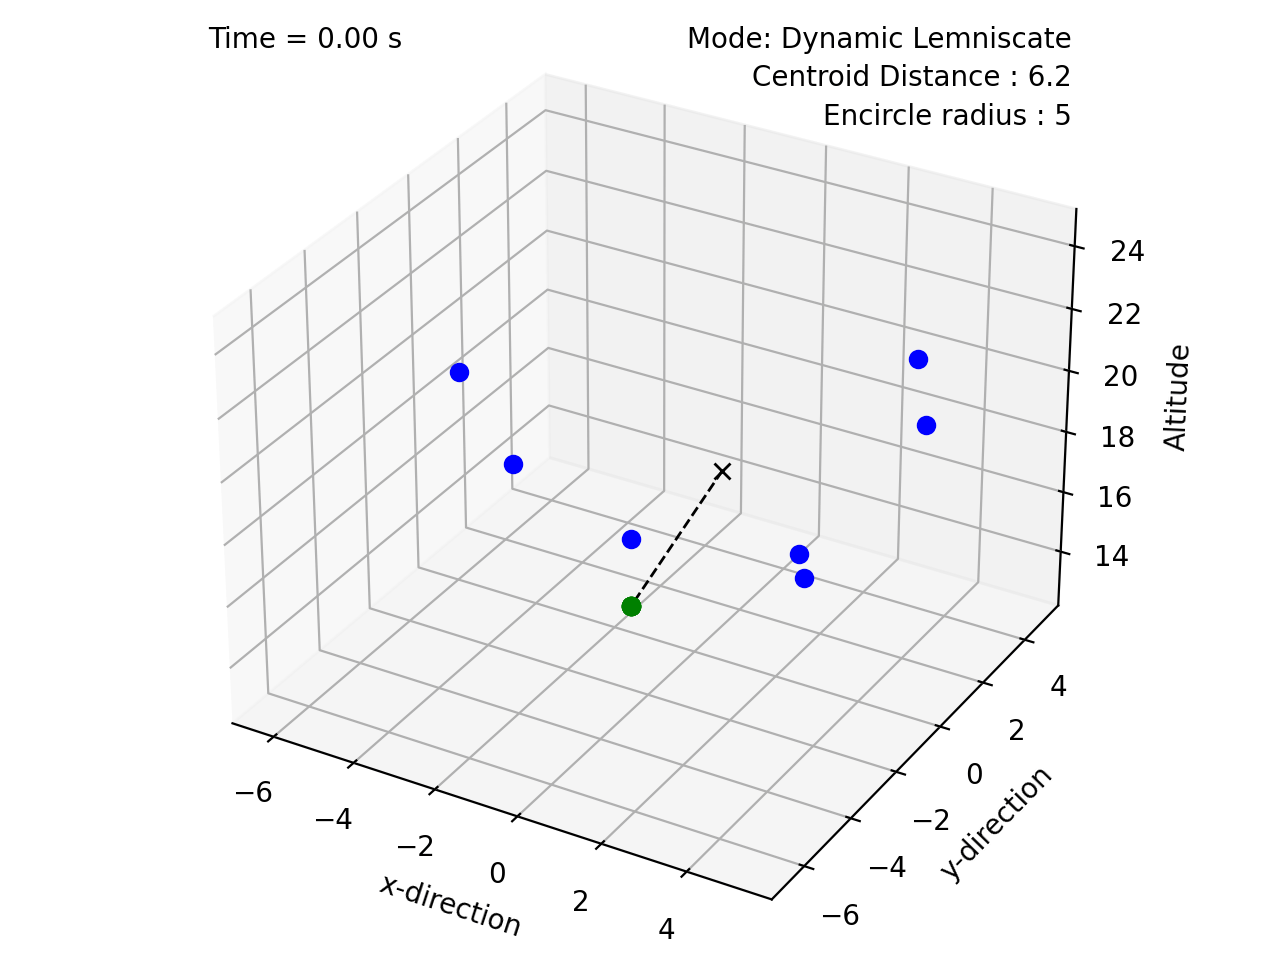 Time = 0.00 s
Mode: Dynamic Lemniscate
Centroid Distance : 6.2
Encircle radius : 5
24
22
20
18
16
14
Altitude
4
2
0
−2
−4
−6
y-direction
−6
−4
−2
0
2
4
x-direction